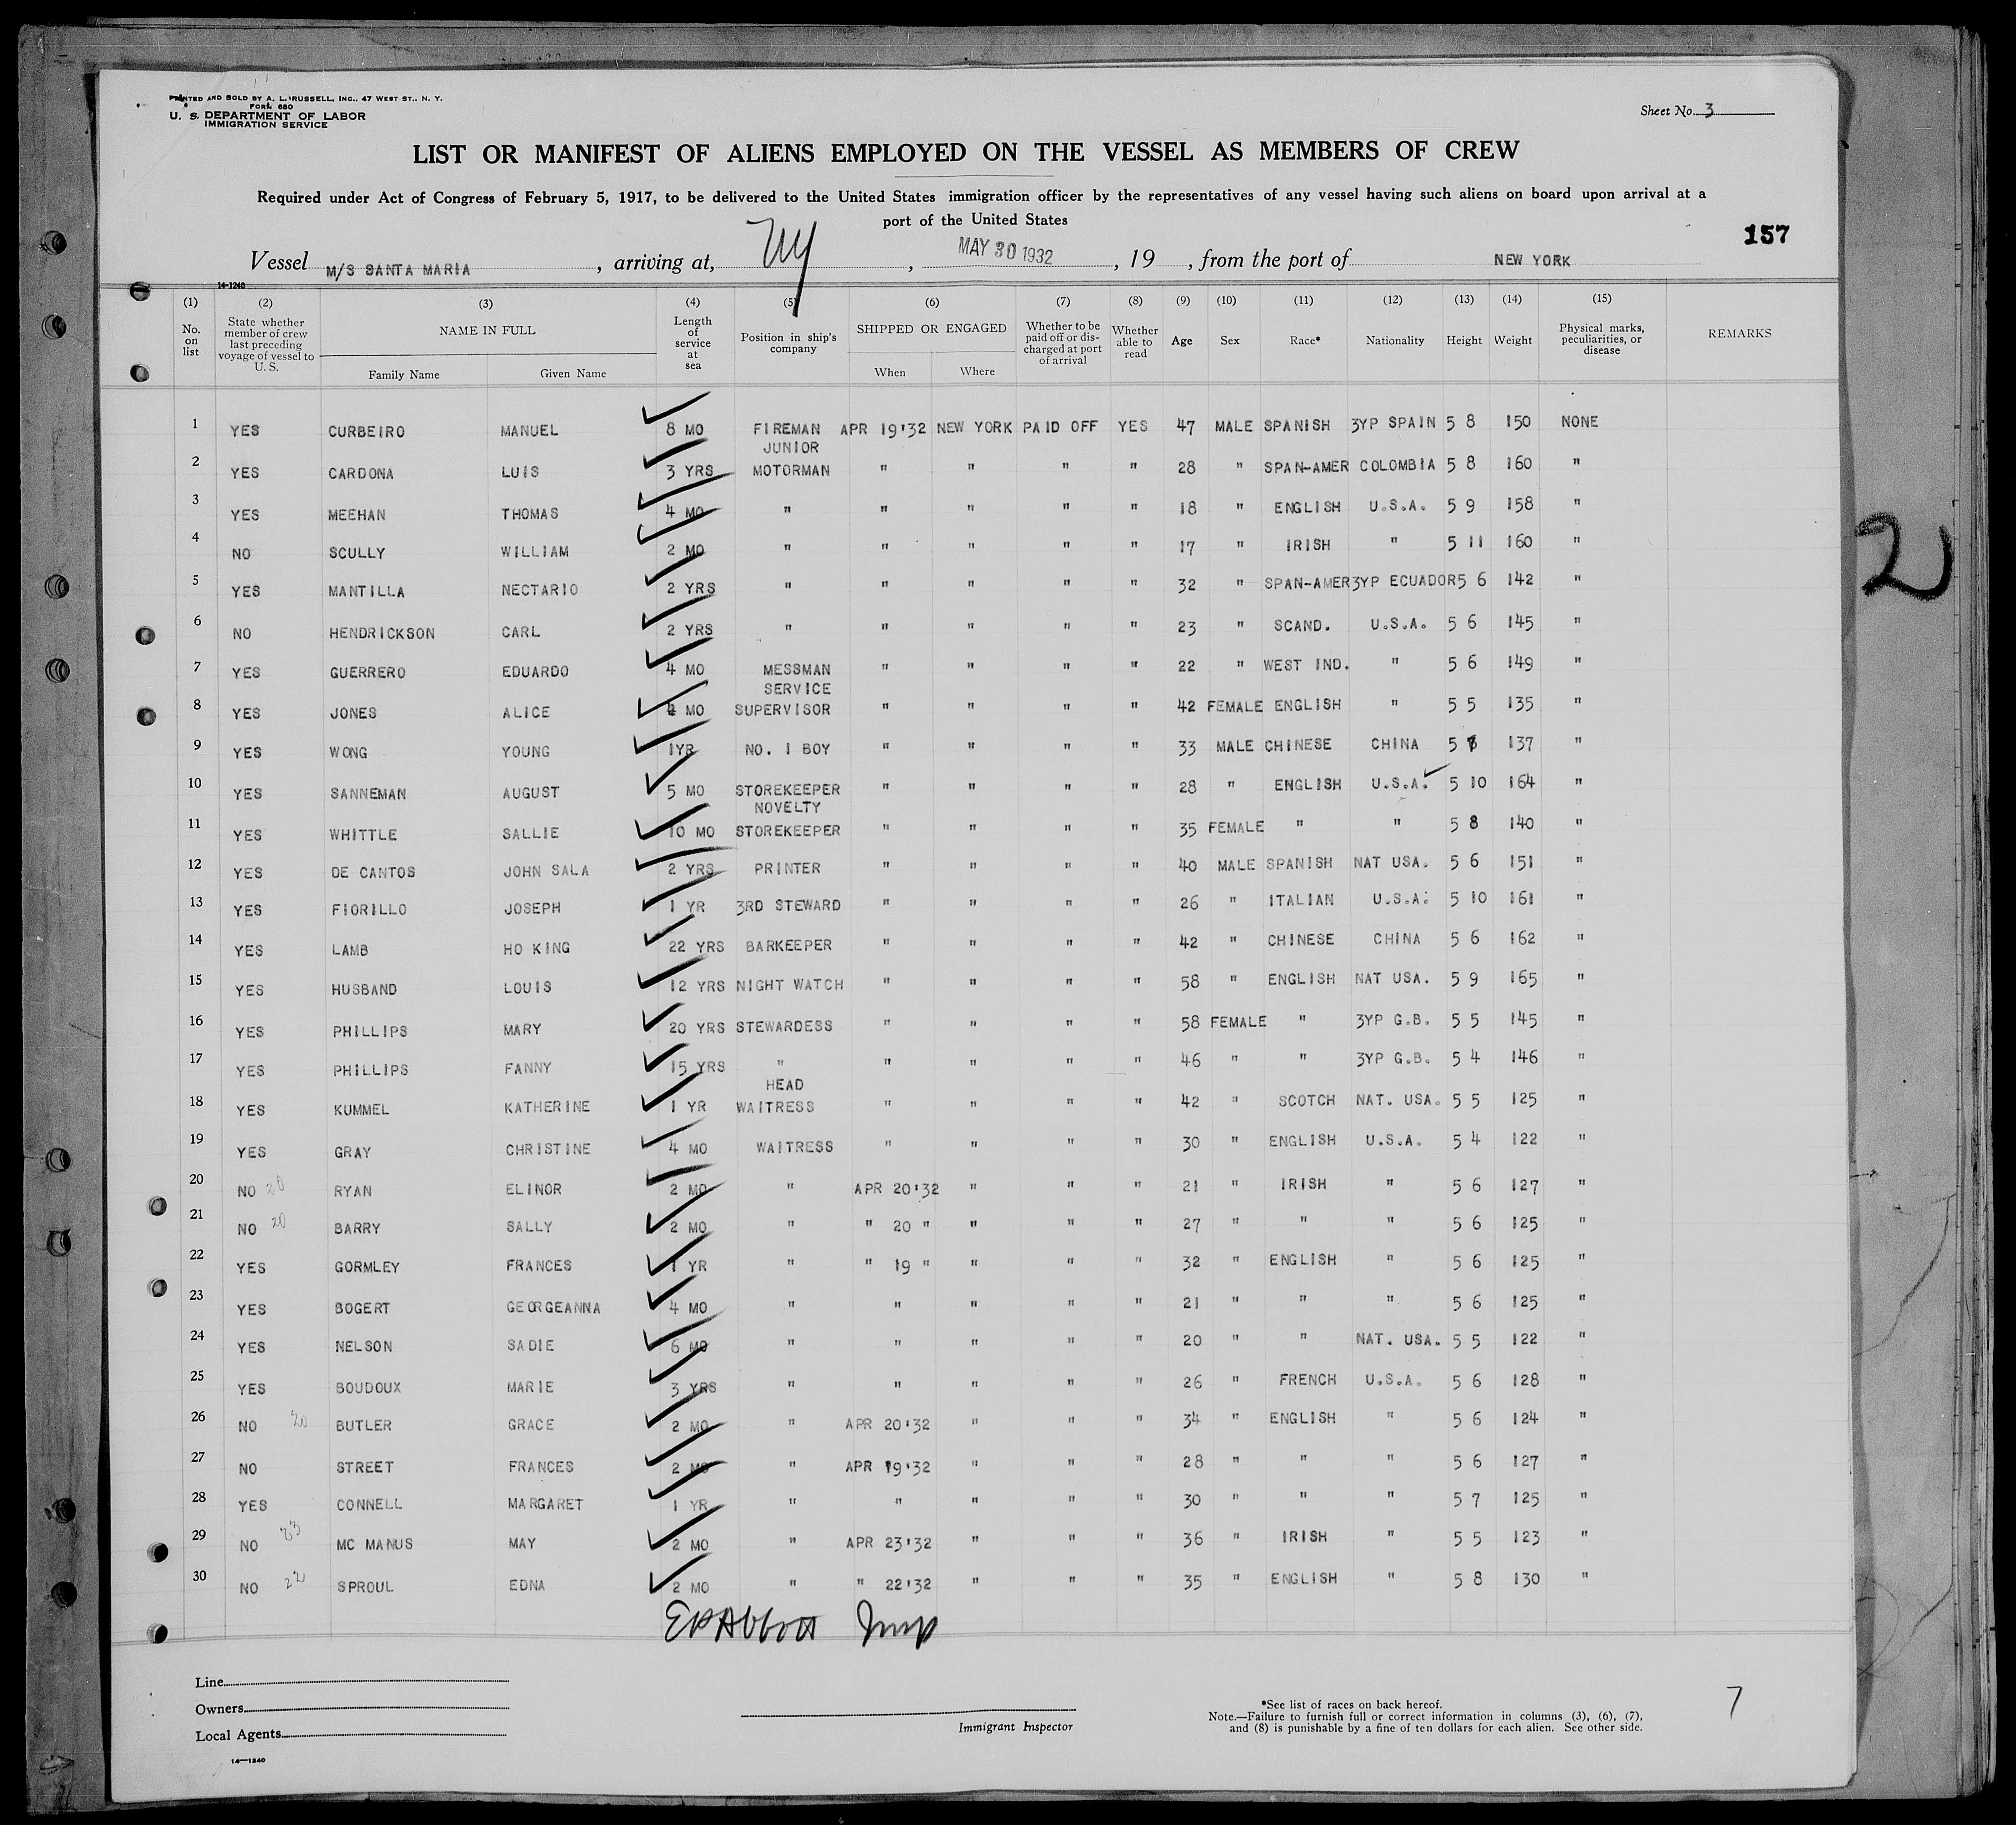 PRINTED AND SOLD BY A. L. RUSSELL, INC., 47 WEST ST., N. Y.
FORM 680
U. S. DEPARTMENT OF LABOR
IMMIGRATION SERVICE
Sheet No. 3
LIST OR MANIFEST OF ALIENS EMPLOYED ON THE VESSEL AS MEMBERS OF CREW
Required under Act of Congress of February 5, 1917, to be delivered to the United States immigration officer by the representatives of any vessel having such aliens on board upon arrival at a
port of the United States
157
Vessel M/S SANTA MARIA, arriving at, NY, MAY 30 1932, 19 , from the port of NEW YORK
14-1240
(1) (2) (3) (4) (5) (6) (7) (8) (9) (10) (11) (12) (13) (14) (15)
No. on list | State whether member of crew last preceding voyage of vessel to U. S. | NAME IN FULL | Family Name | Given Name | Length of service at sea | Position in ship's company | SHIPPED OR ENGAGED | When | Where | Whether to be paid off or discharged at port of arrival | Whether able to read | Age | Sex | Race* | Nationality | Height | Weight | Physical marks, peculiarities, or disease | REMARKS
1 YES CURBEIRO MANUEL 8 MO FIREMAN APR 19'32 NEW YORK PAID OFF YES 47 MALE SPANISH 3YP SPAIN 5 8 150 NONE
2 YES CARDONA LUIS 3 YRS JUNIOR MOTORMAN " " " " 28 " SPAN-AMER COLOMBIA 5 8 160 "
3 YES MEEHAN THOMAS 4 MO " " " " " 18 " ENGLISH U.S.A. 5 9 158 "
4 NO SCULLY WILLIAM 2 MO " " " " " 17 " IRISH " 5 11 160 "
5 YES MANTILLA NECTARIO 2 YRS " " " " " 32 " SPAN-AMER 3YP ECUADOR 5 6 142 "
6 NO HENDRICKSON CARL 2 YRS " " " " " 23 " SCAND. U.S.A. 5 6 145 "
7 YES GUERRERO EDUARDO 4 MO MESSMAN " " " " 22 " WEST IND. " 5 6 149 "
8 YES JONES ALICE 4 MO SERVICE SUPERVISOR " " " " 42 FEMALE ENGLISH " 5 5 135 "
9 YES WONG YOUNG 1YR NO. 1 BOY " " " " 33 MALE CHINESE CHINA 5 137 "
10 YES SANNEMAN AUGUST 5 MO STOREKEEPER " " " " 28 " ENGLISH U.S.A. 5 10 164 "
11 YES WHITTLE SALLIE 10 MO NOVELTY STOREKEEPER " " " " 35 FEMALE " " 5 8 140 "
12 YES DE CANTOS JOHN SALA 2 YRS PRINTER " " " " 40 MALE SPANISH NAT USA. 5 6 151 "
13 YES FIORILLO JOSEPH 1 YR 3RD STEWARD " " " " 26 " ITALIAN U.S.A. 5 10 161 "
14 YES LAMB HO KING 22 YRS BARKEEPER " " " " 42 " CHINESE CHINA 5 6 162 "
15 YES HUSBAND LOUIS 12 YRS NIGHT WATCH " " " " 58 " ENGLISH NAT USA. 5 9 165 "
16 YES PHILLIPS MARY 20 YRS STEWARDESS " " " " 58 FEMALE " 3YP G.B. 5 5 145 "
17 YES PHILLIPS FANNY 15 YRS " " " " " 46 " " 3YP G.B. 5 4 146 "
18 YES KUMMEL KATHERINE 1 YR HEAD WAITRESS " " " " 42 " SCOTCH NAT. USA. 5 5 125 "
19 YES GRAY CHRISTINE 4 MO WAITRESS " " " " 30 " ENGLISH U.S.A. 5 4 122 "
20 NO 20 RYAN ELINOR 2 MO " APR 20'32 " " " 21 " IRISH " 5 6 127 "
21 NO 20 BARRY SALLY 2 MO " " 20 " " " " 27 " " " 5 6 125 "
22 YES GORMLEY FRANCES 1 YR " " 19 " " " " 32 " ENGLISH " 5 6 125 "
23 YES BOGERT GEORGEANNA 4 MO " " " " " 21 " " " 5 6 125 "
24 YES NELSON SADIE 6 MO " " " " " 20 " " NAT. USA. 5 5 122 "
25 YES BOUDOUX MARIE 3 YRS " " " " " 26 " FRENCH U.S.A. 5 6 128 "
26 NO 20 BUTLER GRACE 2 MO " APR 20'32 " " " 34 " ENGLISH " 5 6 124 "
27 NO STREET FRANCES 2 MO " APR 19'32 " " " 28 " " " 5 6 127 "
28 YES CONNELL MARGARET 1 YR " " " " " 30 " " " 5 7 125 "
29 NO 23 MC MANUS MAY 2 MO " APR 23'32 " " " 36 " IRISH " 5 5 123 "
30 NO 22 SPROUL EDNA 2 MO " " 22'32 " " " 35 " ENGLISH " 5 8 130 "
Abbott Insp
2
Line
Owners
Local Agents
14—1240
Immigrant Inspector
*See list of races on back hereof.
Note.—Failure to furnish full or correct information in columns (3), (6), (7),
and (8) is punishable by a fine of ten dollars for each alien. See other side.
7